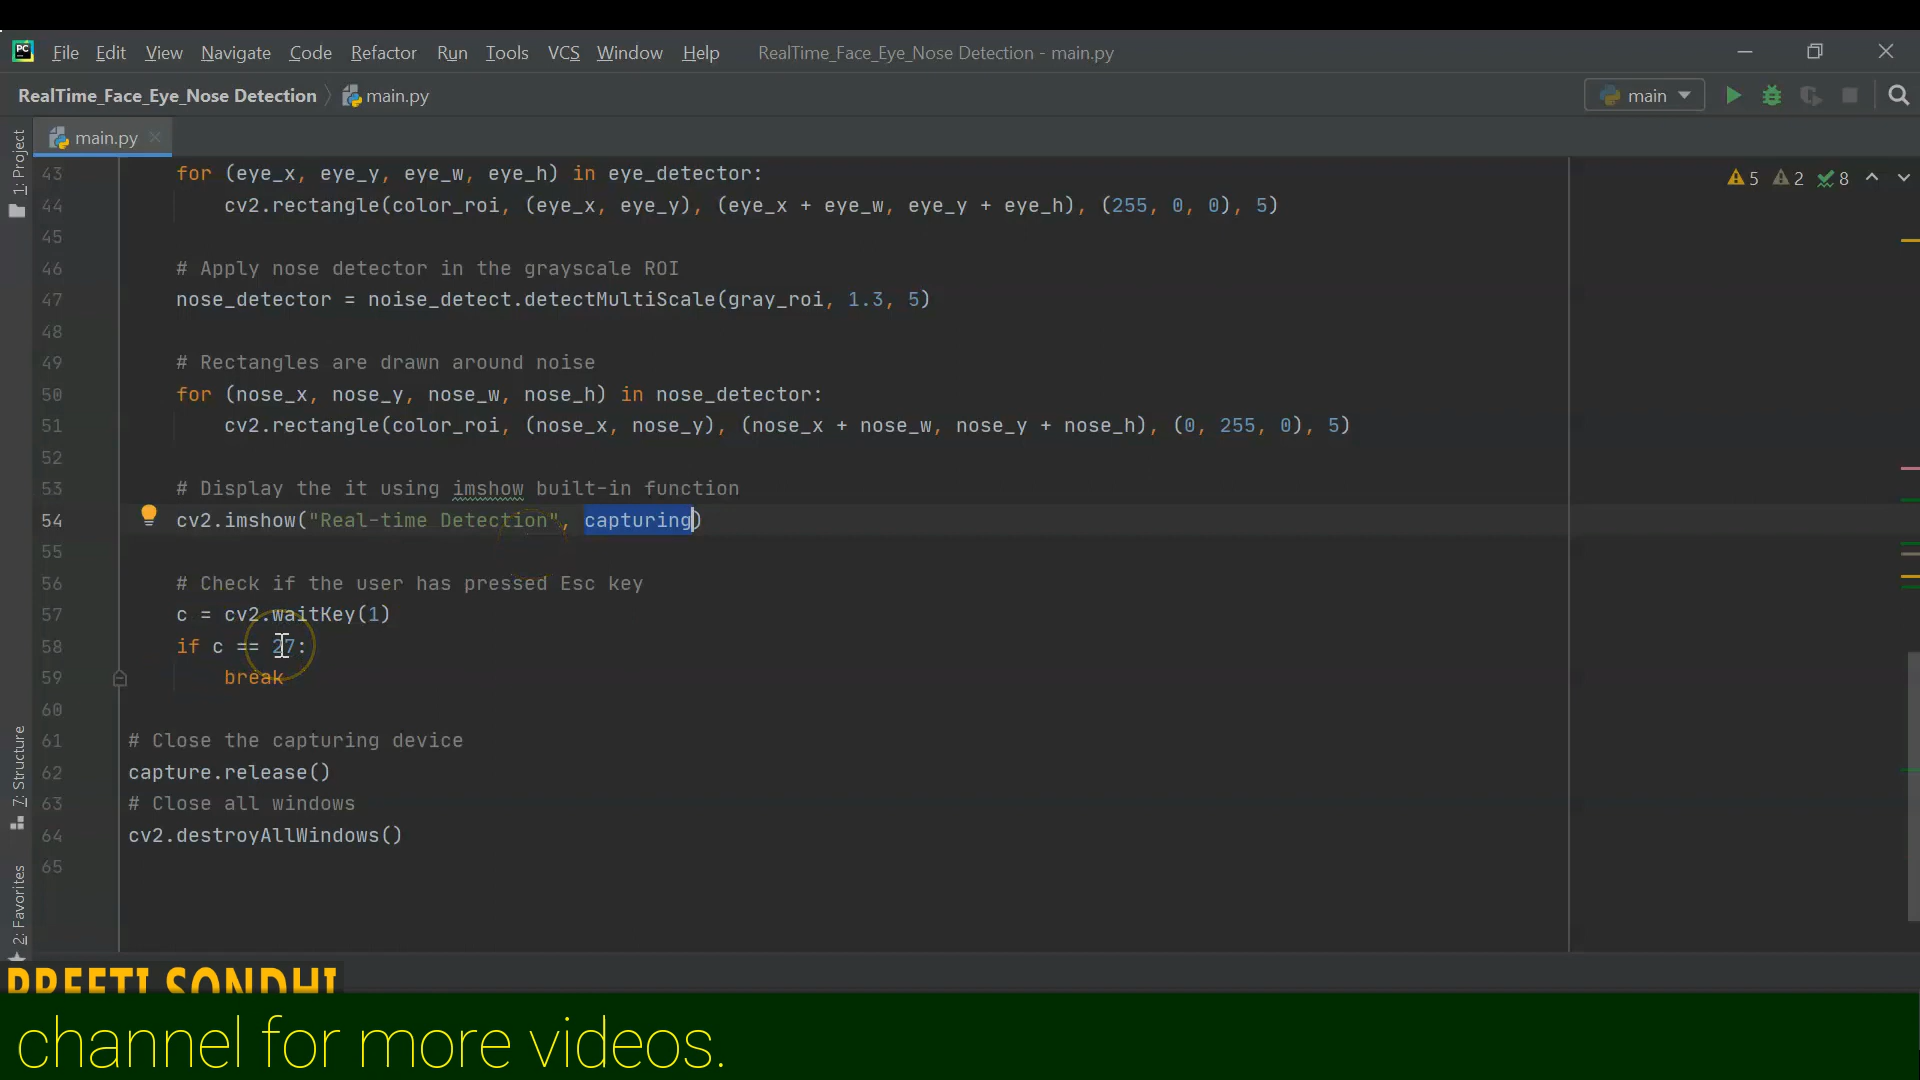 File Edit View Navigate Code Refactor Run Tools VCS Window Help RealTime_Face_Eye_Nose Detection - main.py
RealTime_Face_Eye_Nose Detection main.py main
main.py
1: Project
7: Structure
2: Favorites
5 2 8
43 for (eye_x, eye_y, eye_w, eye_h) in eye_detector:
44 cv2.rectangle(color_roi, (eye_x, eye_y), (eye_x + eye_w, eye_y + eye_h), (255, 0, 0), 5)
45
46 # Apply nose detector in the grayscale ROI
47 nose_detector = noise_detect.detectMultiScale(gray_roi, 1.3, 5)
48
49 # Rectangles are drawn around noise
50 for (nose_x, nose_y, nose_w, nose_h) in nose_detector:
51 cv2.rectangle(color_roi, (nose_x, nose_y), (nose_x + nose_w, nose_y + nose_h), (0, 255, 0), 5)
52
53 # Display the it using imshow built-in function
54 cv2.imshow("Real-time Detection", capturing)
55
56 # Check if the user has pressed Esc key
57 c = cv2.waitKey(1)
58 if c == 27:
59 break
60
61 # Close the capturing device
62 capture.release()
63 # Close all windows
64 cv2.destroyAllWindows()
65
PREETI SONDHI
channel for more videos.